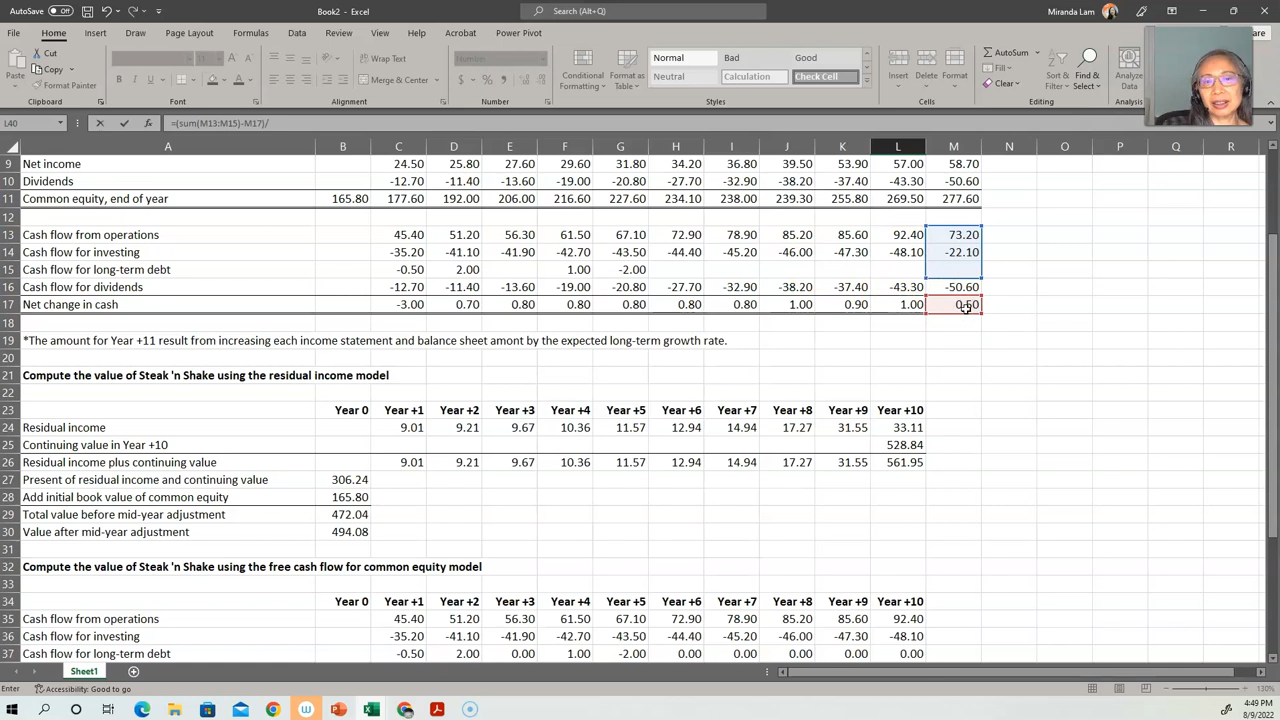 AutoSave Off Book2 - Excel Search (Alt+Q) Miranda Lam
File Home Insert Draw Page Layout Formulas Data Review View Help Acrobat Power Pivot
Cut
Copy
Format Painter
Paste
Clipboard
B I U
Font
Wrap Text
Merge & Center
Alignment
Number
Conditional Formatting
Format as Table
Normal Bad Good
Neutral Calculation Check Cell
Styles
Insert Delete Format
Cells
AutoSum
Fill
Clear
Sort & Find &
Select
Editing
Analyze
Data
Analysis
L40 =(sum(M13:M15)-M17)/
A B C D E F G H I J K L M N O P Q R
9 Net income 24.50 25.80 27.60 29.60 31.80 34.20 36.80 39.50 53.90 57.00 58.70
10 Dividends -12.70 -11.40 -13.60 -19.00 -20.80 -27.70 -32.90 -38.20 -37.40 -43.30 -50.60
11 Common equity, end of year 165.80 177.60 192.00 206.00 216.60 227.60 234.10 238.00 239.30 255.80 269.50 277.60
12
13 Cash flow from operations 45.40 51.20 56.30 61.50 67.10 72.90 78.90 85.20 85.60 92.40 73.20
14 Cash flow for investing -35.20 -41.10 -41.90 -42.70 -43.50 -44.40 -45.20 -46.00 -47.30 -48.10 -22.10
15 Cash flow for long-term debt -0.50 2.00 1.00 -2.00
16 Cash flow for dividends -12.70 -11.40 -13.60 -19.00 -20.80 -27.70 -32.90 -38.20 -37.40 -43.30 -50.60
17 Net change in cash -3.00 0.70 0.80 0.80 0.80 0.80 0.80 1.00 0.90 1.00
18
19 *The amount for Year +11 result from increasing each income statement and balance sheet amont by the expected long-term growth rate.
20
21 Compute the value of Steak 'n Shake using the residual income model
22
23 Year 0 Year +1 Year +2 Year +3 Year +4 Year +5 Year +6 Year +7 Year +8 Year +9 Year +10
24 Residual income 9.01 9.21 9.67 10.36 11.57 12.94 14.94 17.27 31.55 33.11
25 Continuing value in Year +10 528.84
26 Residual income plus continuing value 9.01 9.21 9.67 10.36 11.57 12.94 14.94 17.27 31.55 561.95
27 Present of residual income and continuing value 306.24
28 Add initial book value of common equity 165.80
29 Total value before mid-year adjustment 472.04
30 Value after mid-year adjustment 494.08
31
32 Compute the value of Steak 'n Shake using the free cash flow for common equity model
33
34 Year 0 Year +1 Year +2 Year +3 Year +4 Year +5 Year +6 Year +7 Year +8 Year +9 Year +10
35 Cash flow from operations 45.40 51.20 56.30 61.50 67.10 72.90 78.90 85.20 85.60 92.40
36 Cash flow for investing -35.20 -41.10 -41.90 -42.70 -43.50 -44.40 -45.20 -46.00 -47.30 -48.10
37 Cash flow for long-term debt -0.50 2.00 0.00 1.00 -2.00 0.00 0.00 0.00 0.00 0.00
Sheet1
Enter Accessibility: Good to go 130%
4:49 PM
8/9/2022